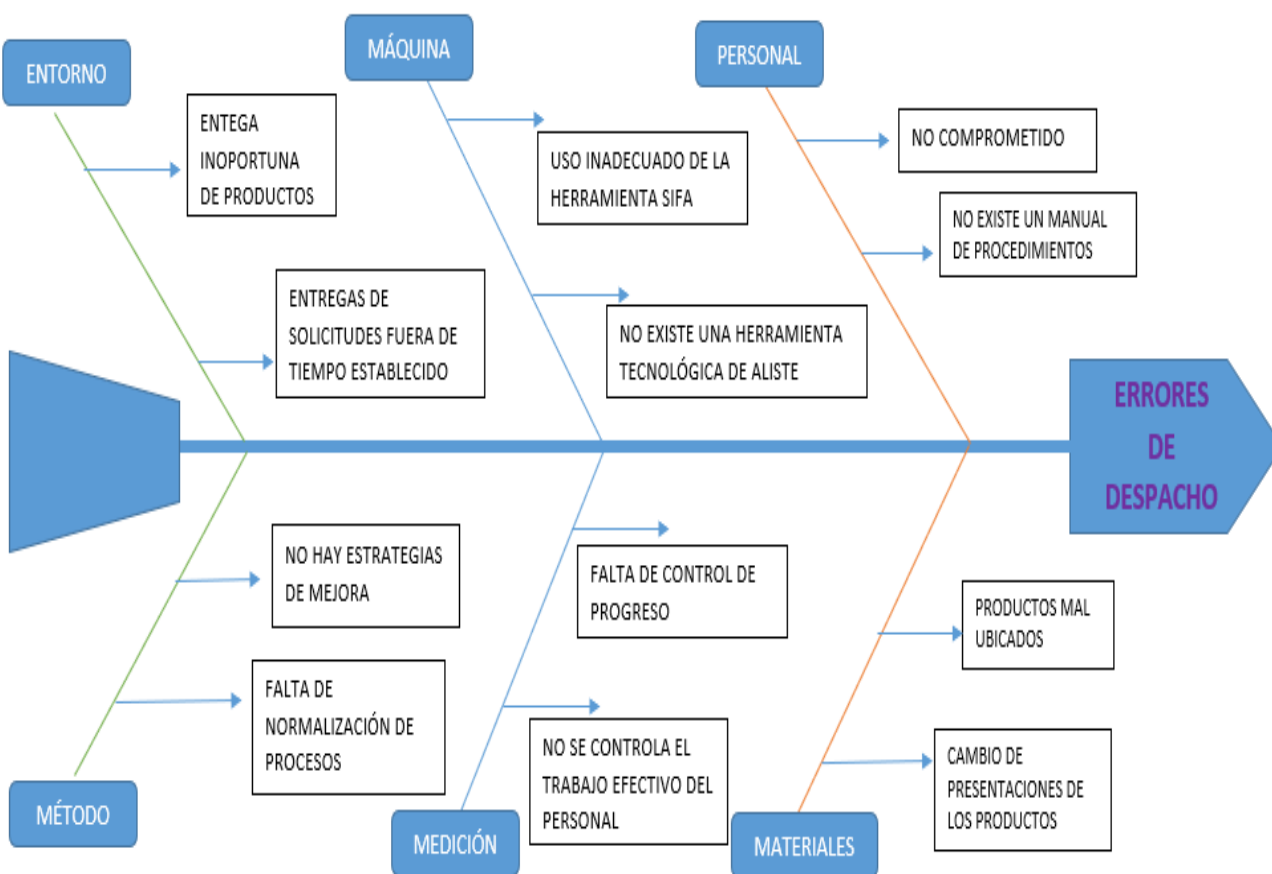 ENTORNO
ENTEGA
INOPORTUNA
DE PRODUCTOS
ENTREGAS DE
SOLICITUDES FUERA DE
TIEMPO ESTABLECIDO
MÁQUINA
USO INADECUADO DE LA
HERRAMIENTA SIFA
NO EXISTE UNA HERRAMIENTA
TECNOLÓGICA DE ALISTE
PERSONAL
NO COMPROMETIDO
NO EXISTE UN MANUAL
DE PROCEDIMIENTOS
ERRORES
DE
DESPACHO
NO HAY ESTRATEGIAS
DE MEJORA
FALTA DE
NORMALIZACIÓN DE
PROCESOS
MÉTODO
FALTA DE CONTROL DE
PROGRESO
NO SE CONTROLA EL
TRABAJO EFECTIVO DEL
PERSONAL
MEDICIÓN
PRODUCTOS MAL
UBICADOS
CAMBIO DE
PRESENTACIONES DE
LOS PRODUCTOS
MATERIALES